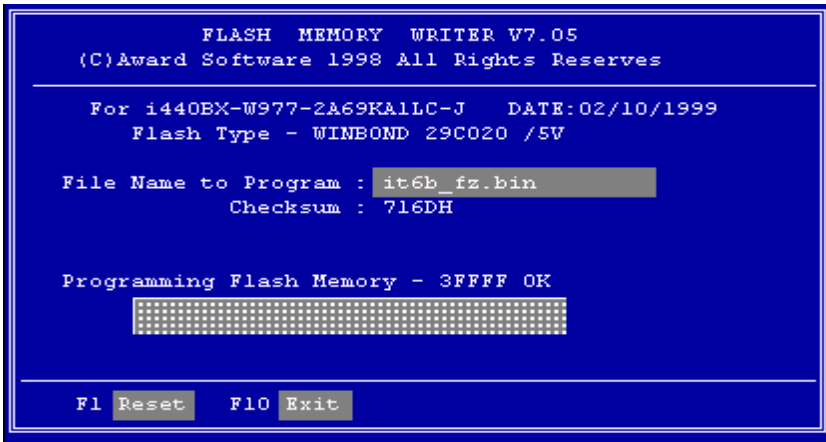 FLASH MEMORY WRITER V7.05
(C)Award Software 1998 All Rights Reserves
For i440BX-W977-2A69KA1LC-J DATE:02/10/1999
Flash Type - WINBOND 29C020 /5V
File Name to Program : it6b_fz.bin
Checksum : 716DH
Programming Flash Memory - 3FFFF OK
F1 Reset F10 Exit